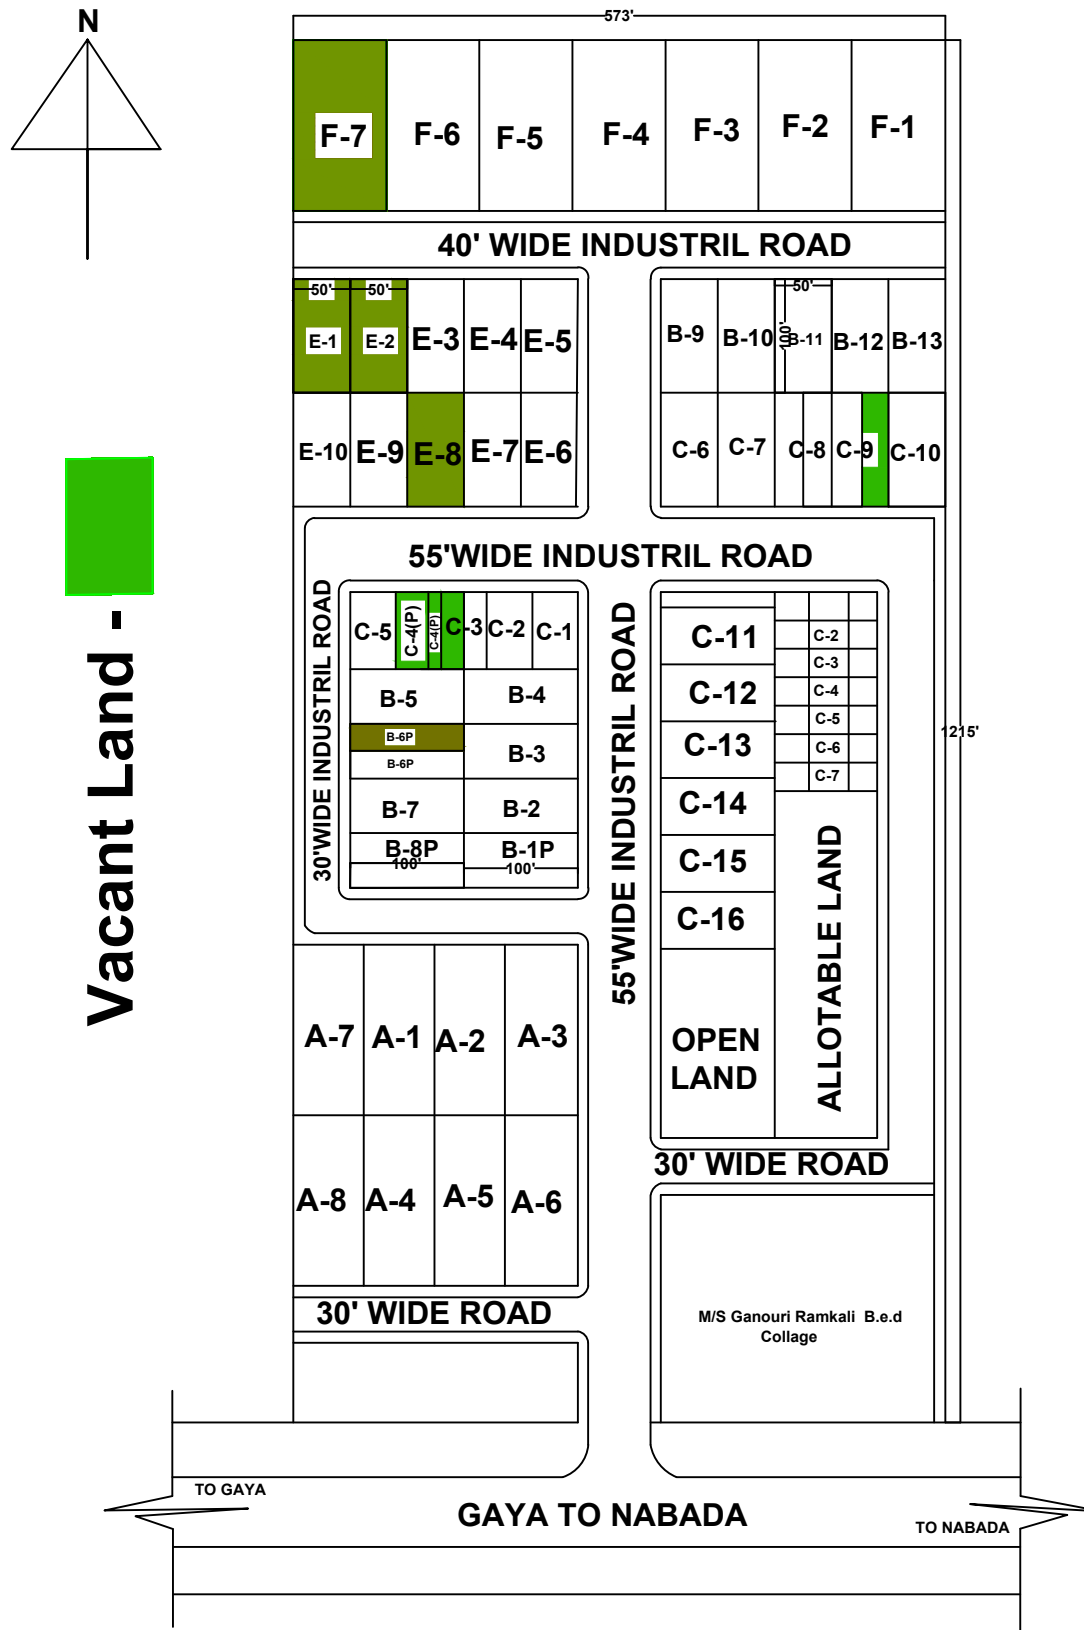 N
573'
F-7
F-6
F-5
F-4
F-3
F-2
F-1
40' WIDE INDUSTRIL ROAD
50'
50'
50'
100'
E-1
E-2
E-3
E-4
E-5
B-9
B-10
B-11
B-12
B-13
E-10
E-9
E-8
E-7
E-6
C-6
C-7
C-8
C-9
C-10
55'WIDE INDUSTRIL ROAD
Vacant Land -
30'WIDE INDUSTRIL ROAD
C-5
C-4(P)
C-4(P)
C-3
C-2
C-1
B-5
B-4
B-6P
B-6P
B-3
B-7
B-2
B-8P
100'
B-1P
100'
55'WIDE INDUSTRIL ROAD
C-11
C-12
C-13
C-14
C-15
C-16
C-2
C-3
C-4
C-5
C-6
C-7
1215'
ALLOTABLE LAND
OPEN
LAND
A-7
A-1
A-2
A-3
A-8
A-4
A-5
A-6
30' WIDE ROAD
30' WIDE ROAD
M/S Ganouri Ramkali B.e.d
Collage
TO GAYA
GAYA TO NABADA
TO NABADA